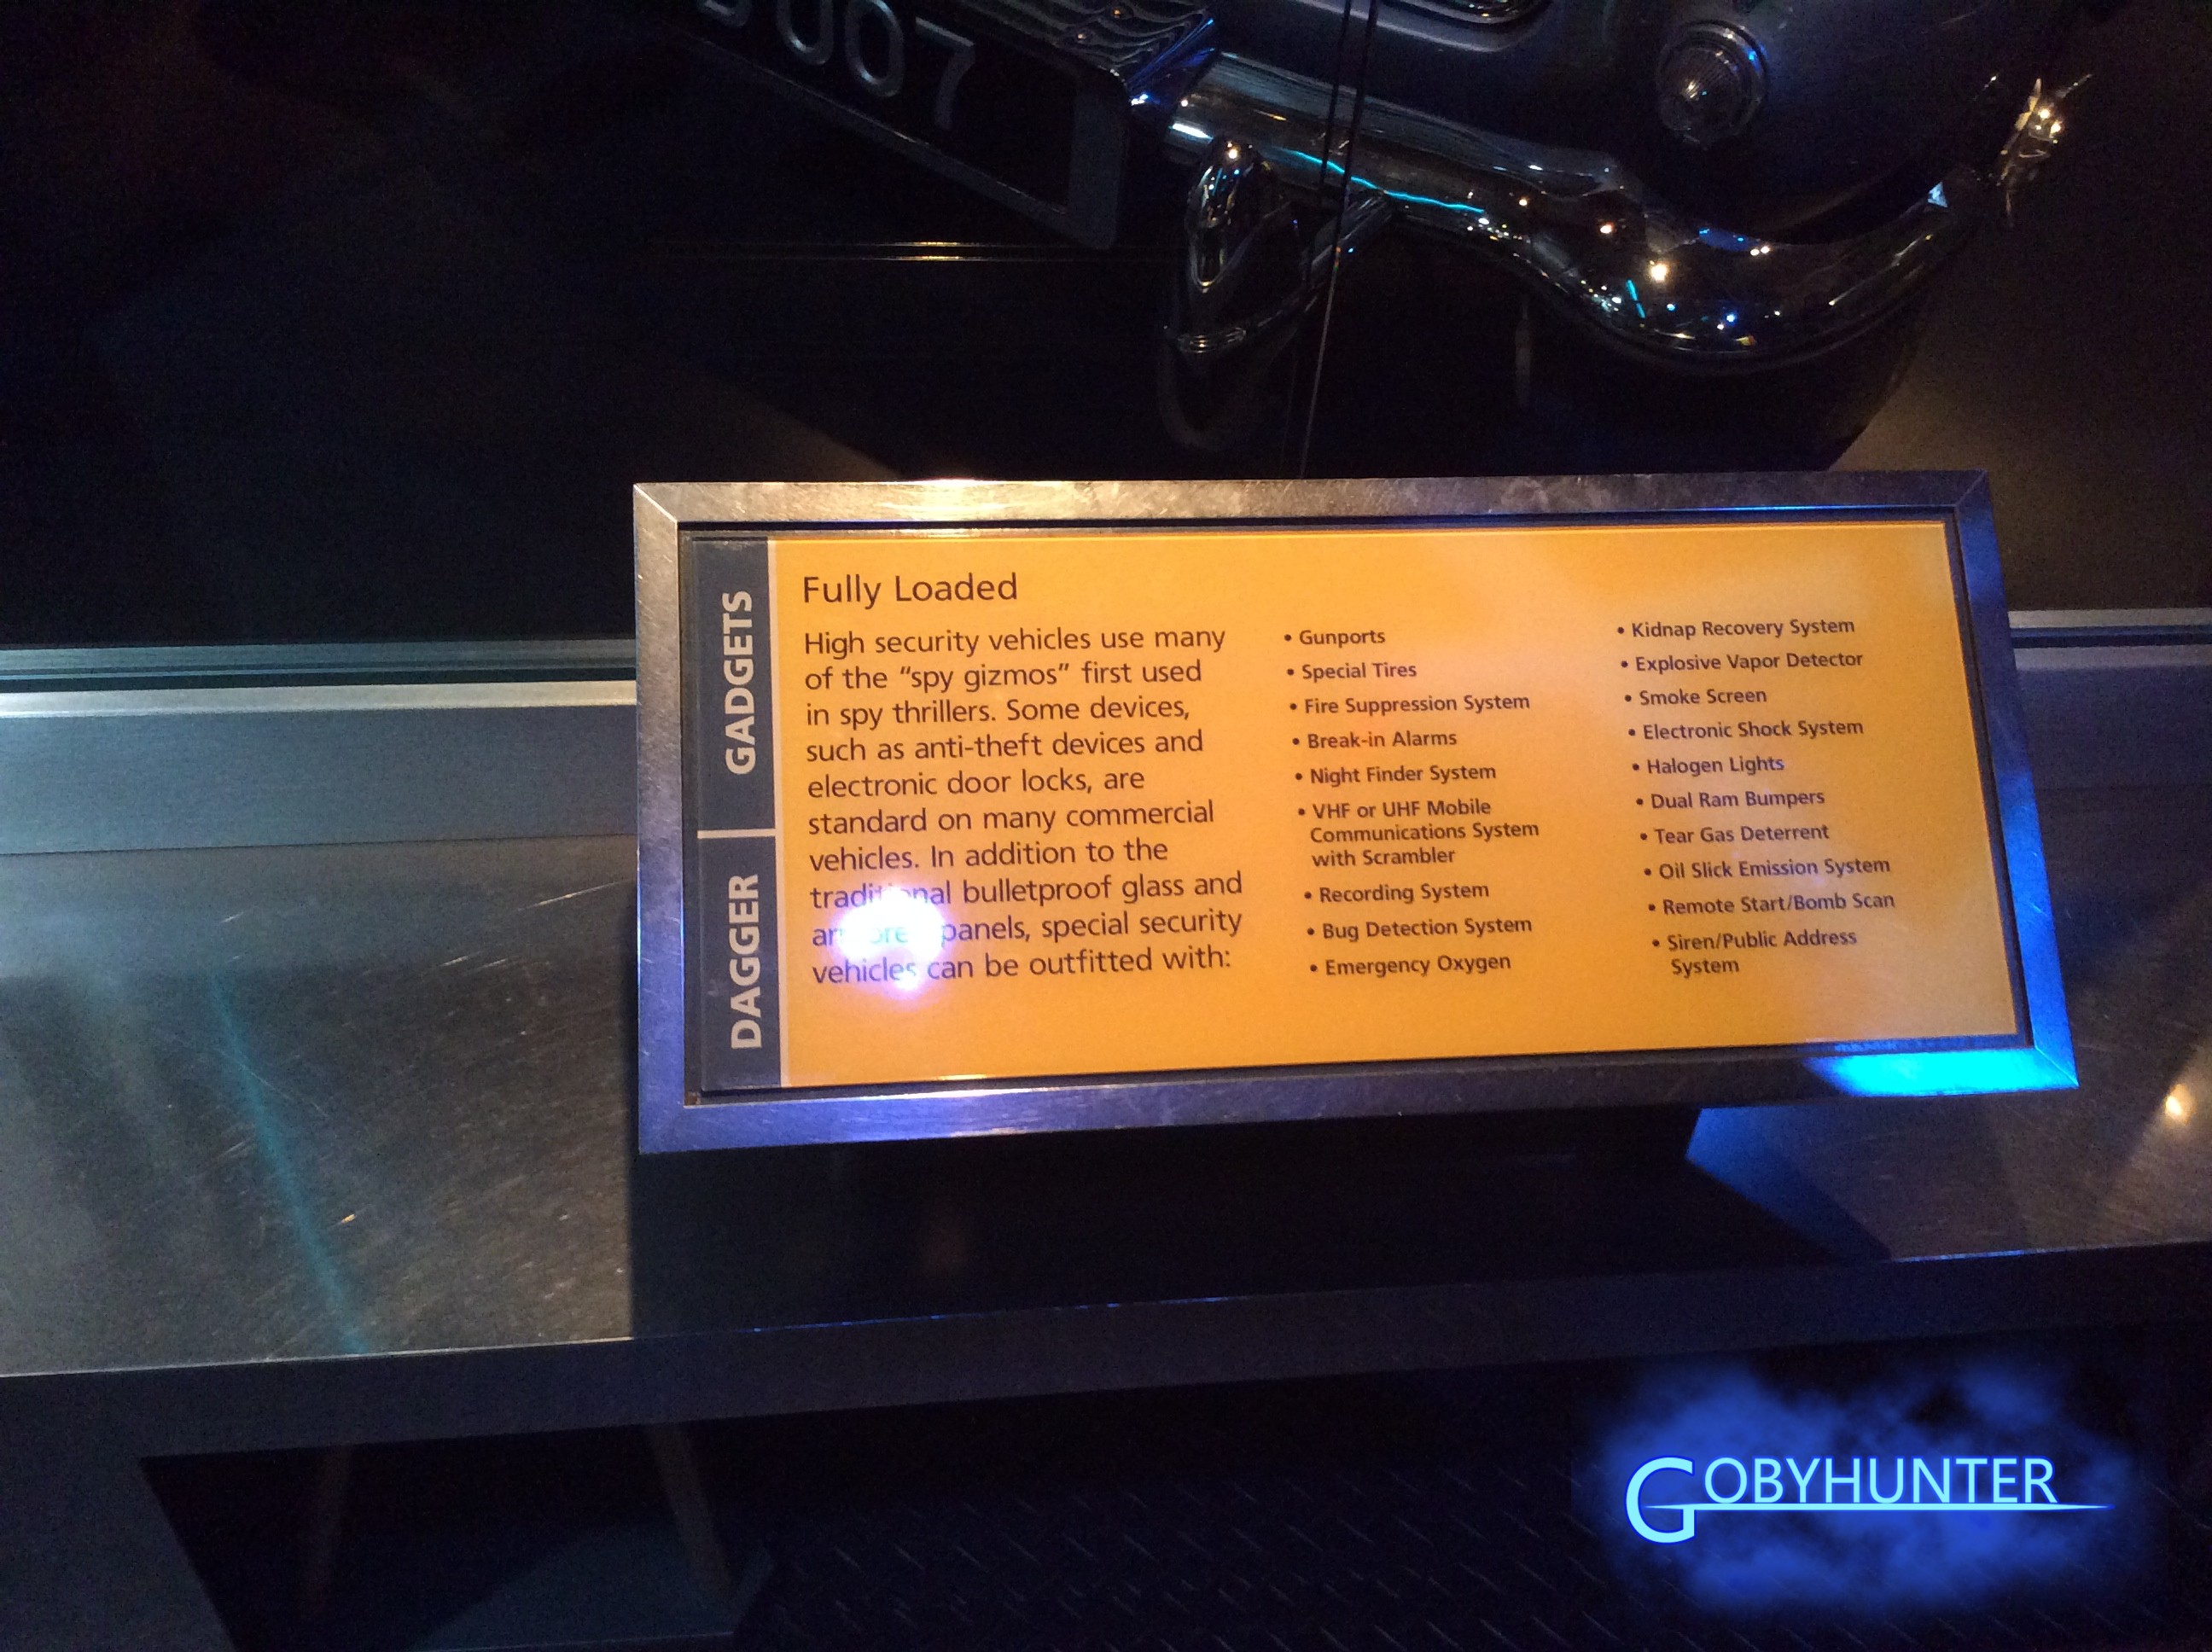 007
GADGETS
DAGGER
Fully Loaded
High security vehicles use many
of the “spy gizmos” first used
in spy thrillers. Some devices,
such as anti-theft devices and
electronic door locks, are
standard on many commercial
vehicles. In addition to the
traditional bulletproof glass and
panels, special security
vehicles can be outfitted with:
• Gunports
• Special Tires
• Fire Suppression System
• Break-in Alarms
• Night Finder System
• VHF or UHF Mobile
Communications System
with Scrambler
• Recording System
• Bug Detection System
• Emergency Oxygen
• Kidnap Recovery System
• Explosive Vapor Detector
• Smoke Screen
• Electronic Shock System
• Halogen Lights
• Dual Ram Bumpers
• Tear Gas Deterrent
• Oil Slick Emission System
• Remote Start/Bomb Scan
• Siren/Public Address
System
GOBYHUNTER